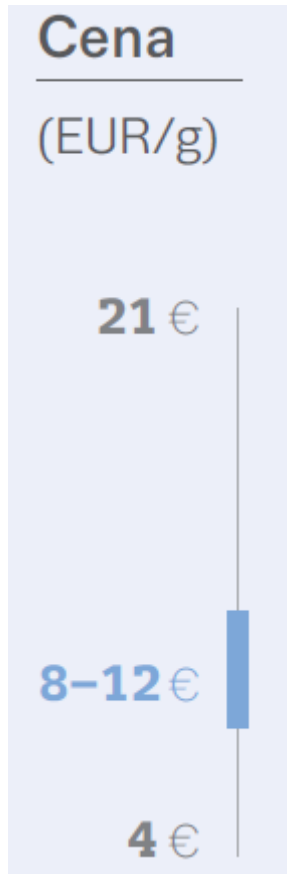 Cena
(EUR/g)
21 €
8–12 €
4 €